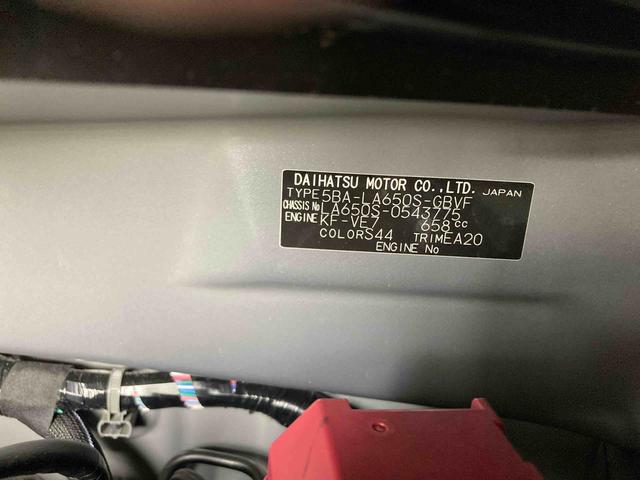 DAIHATSU MOTOR CO.,LTD. JAPAN
TYPE 5BA-LA650S-GBVF
CHASSIS No LA650S-0543775
ENGINE KF-VE7 658cc
COLOR S44 TRIM EA20
ENGINE No